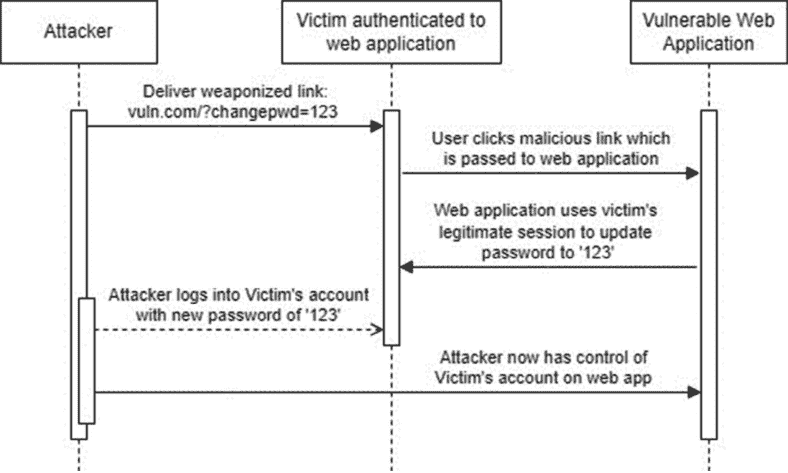 Attacker
Victim authenticated to
web application
Vulnerable Web
Application
Deliver weaponized link:
vuln.com/?changepwd=123
User clicks malicious link which
is passed to web application
Web application uses victim's
legitimate session to update
password to '123'
Attacker logs into Victim's account
with new password of '123'
Attacker now has control of
Victim's account on web app